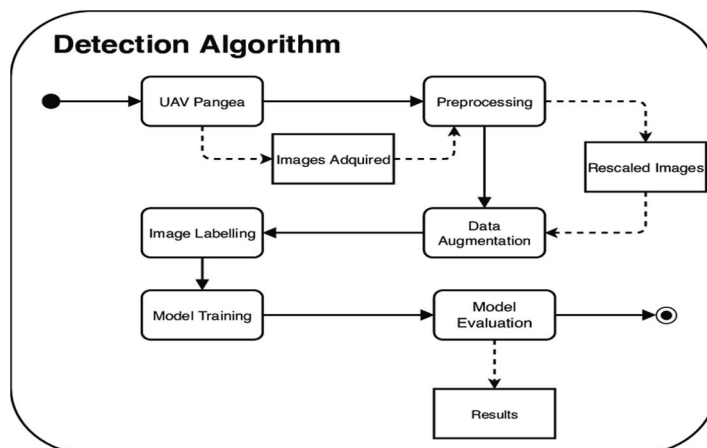 Detection Algorithm
UAV Pangea
Preprocessing
Images Adquired
Rescaled Images
Image Labelling
Data
Augmentation
Model Training
Model
Evaluation
Results